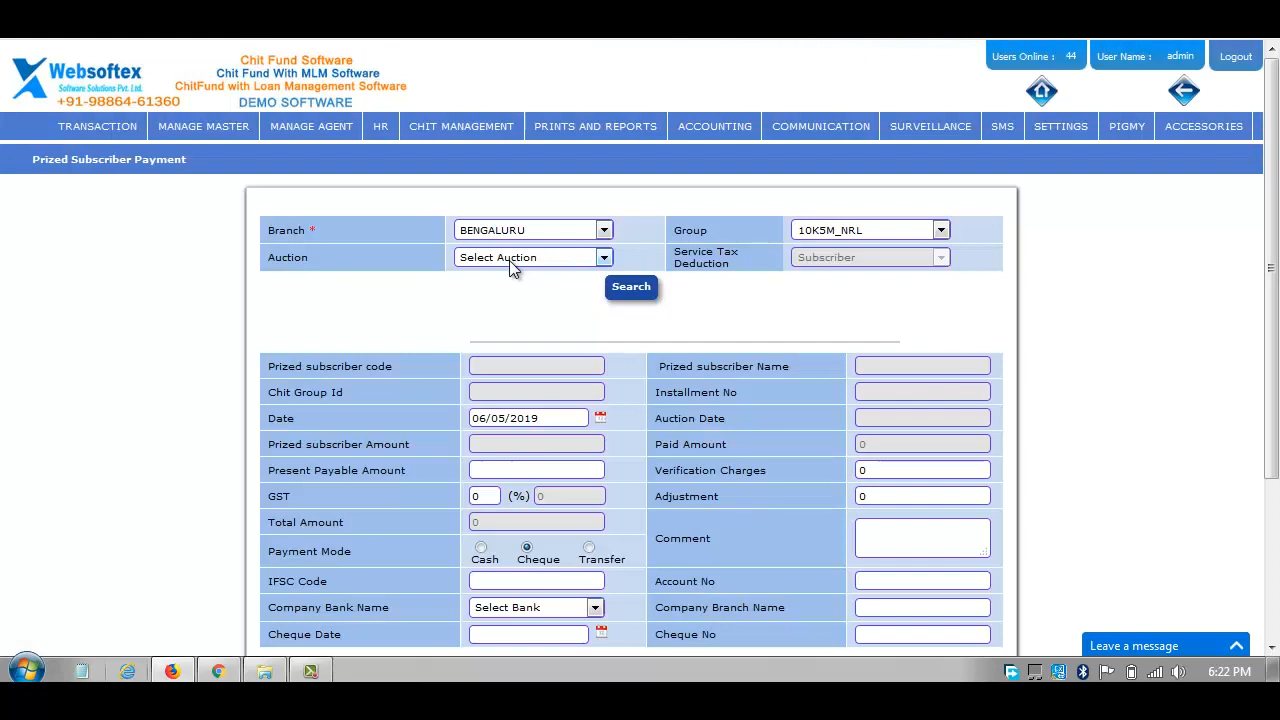 Websoftex
Software Solutions Pvt. Ltd.
+91-98864-61360
Chit Fund Software
Chit Fund With MLM Software
ChitFund with Loan Management Software
DEMO SOFTWARE
Users Online : 44
User Name : admin
Logout
TRANSACTION MANAGE MASTER MANAGE AGENT HR CHIT MANAGEMENT PRINTS AND REPORTS ACCOUNTING COMMUNICATION SURVEILLANCE SMS SETTINGS PIGMY ACCESSORIES
Prized Subscriber Payment
Branch * BENGALURU Group 10K5M_NRL
Auction Select Auction Service Tax Deduction Subscriber
Search
Prized subscriber code Prized subscriber Name
Chit Group Id Installment No
Date 06/05/2019 Auction Date
Prized subscriber Amount Paid Amount 0
Present Payable Amount Verification Charges 0
GST 0 (%) 0 Adjustment 0
Total Amount 0 Comment
Payment Mode Cash Cheque Transfer
IFSC Code Account No
Company Bank Name Select Bank Company Branch Name
Cheque Date Cheque No
Leave a message
6:22 PM